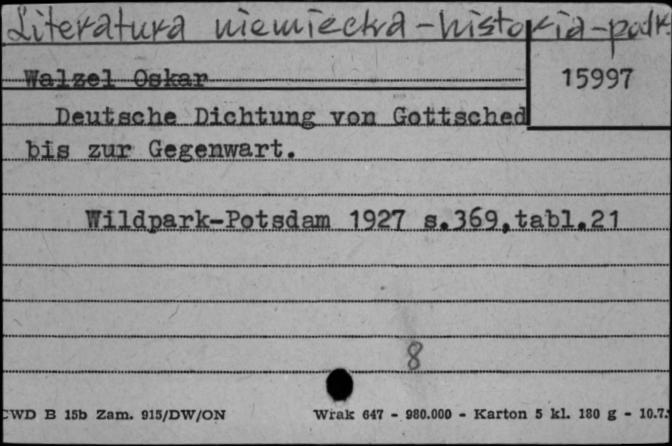 Literatura niemiecka - historia - podr.
Walzel Oskar
15997
Deutsche Dichtung von Gottsched
bis zur Gegenwart.
Wildpark-Potsdam 1927 s.369,tabl.21
8
CWD B 15b Zam. 915/DW/ON Wrak 647 - 980.000 - Karton 5 kl. 180 g - 10.7.